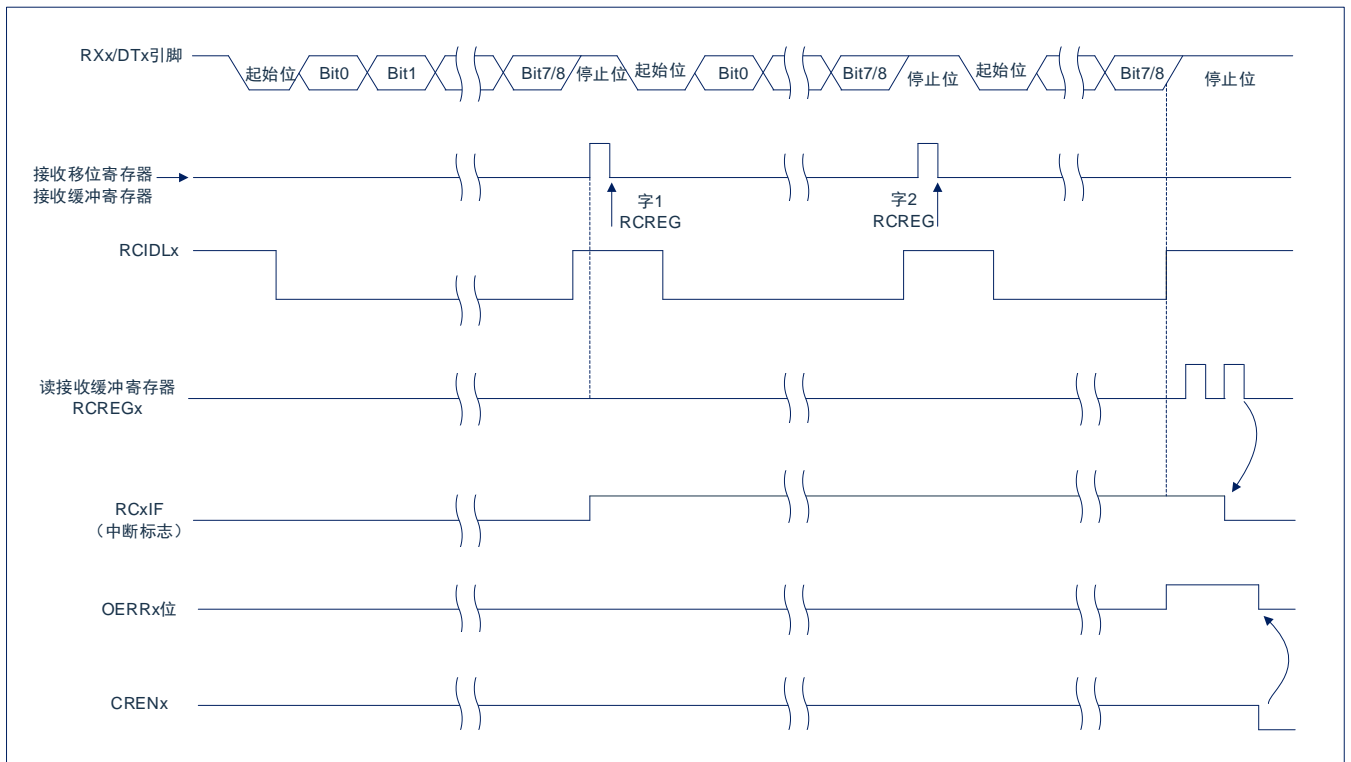 RXx/DTx引脚
起始位 Bit0 Bit1 Bit7/8 停止位 起始位 Bit0 Bit7/8 停止位 起始位 Bit7/8 停止位
接收移位寄存器
接收缓冲寄存器
字1
RCREG
字2
RCREG
RCIDLx
读接收缓冲寄存器
RCREGx
RCxIF
（中断标志）
OERRx位
CRENx